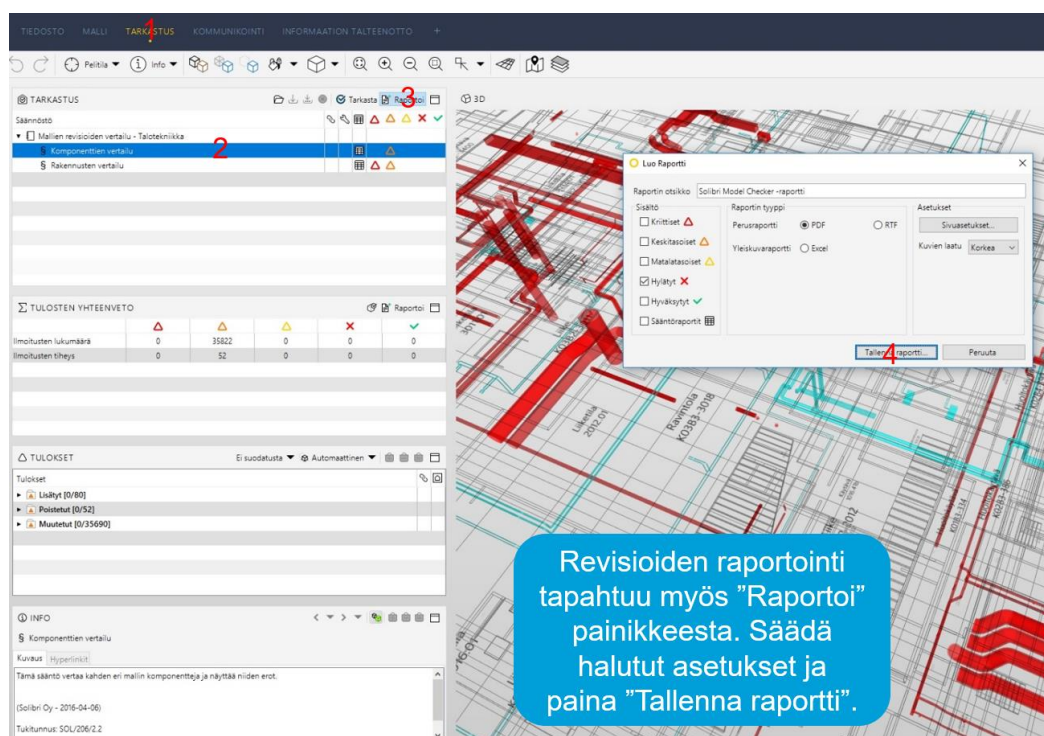 TIEDOSTO MALLI TARKASTUS KOMMUNIKOINTI INFORMAATION TALTEENOTTO +
1
Pelitila Info
TARKASTUS Tarkasta Raportoi
3
Säännöstö
Mallien revisioiden vertailu - Talotekniikka
§ Komponenttien vertailu
2
§ Rakennusten vertailu
TULOSTEN YHTEENVETO Raportoi
Ilmoitusten lukumäärä 0 35822 0 0 0
Ilmoitusten tiheys 0 52 0 0 0
TULOKSET Ei suodatusta Automaattinen
Tulokset
Lisätyt [0/80]
Poistetut [0/52]
Muutetut [0/35690]
INFO
§ Komponenttien vertailu
Kuvaus Hyperlinkit
Tämä sääntö vertaa kahden eri mallin komponentteja ja näyttää niiden erot.
(Solibri Oy - 2016-04-06)
Tukitunnus: SOL/206/2.2
3D
Luo Raportti
Raportin otsikko Solibri Model Checker -raportti
Sisältö Raportin tyyppi Asetukset
Kriittiset Perusraportti PDF RTF Sivuasetukset...
Keskitasoiset Yleiskuvaraportti Excel Kuvien laatu Korkea
Matalatasoiset
Hylätyt
Hyväksytyt
Sääntöraportit
Tallenna raportti... Peruuta
4
Liiketila
2012.01
Ravintola
K03B3-3018
Revisioiden raportointi
tapahtuu myös ”Raportoi”
painikkeesta. Säädä
halutut asetukset ja
paina ”Tallenna raportti”.